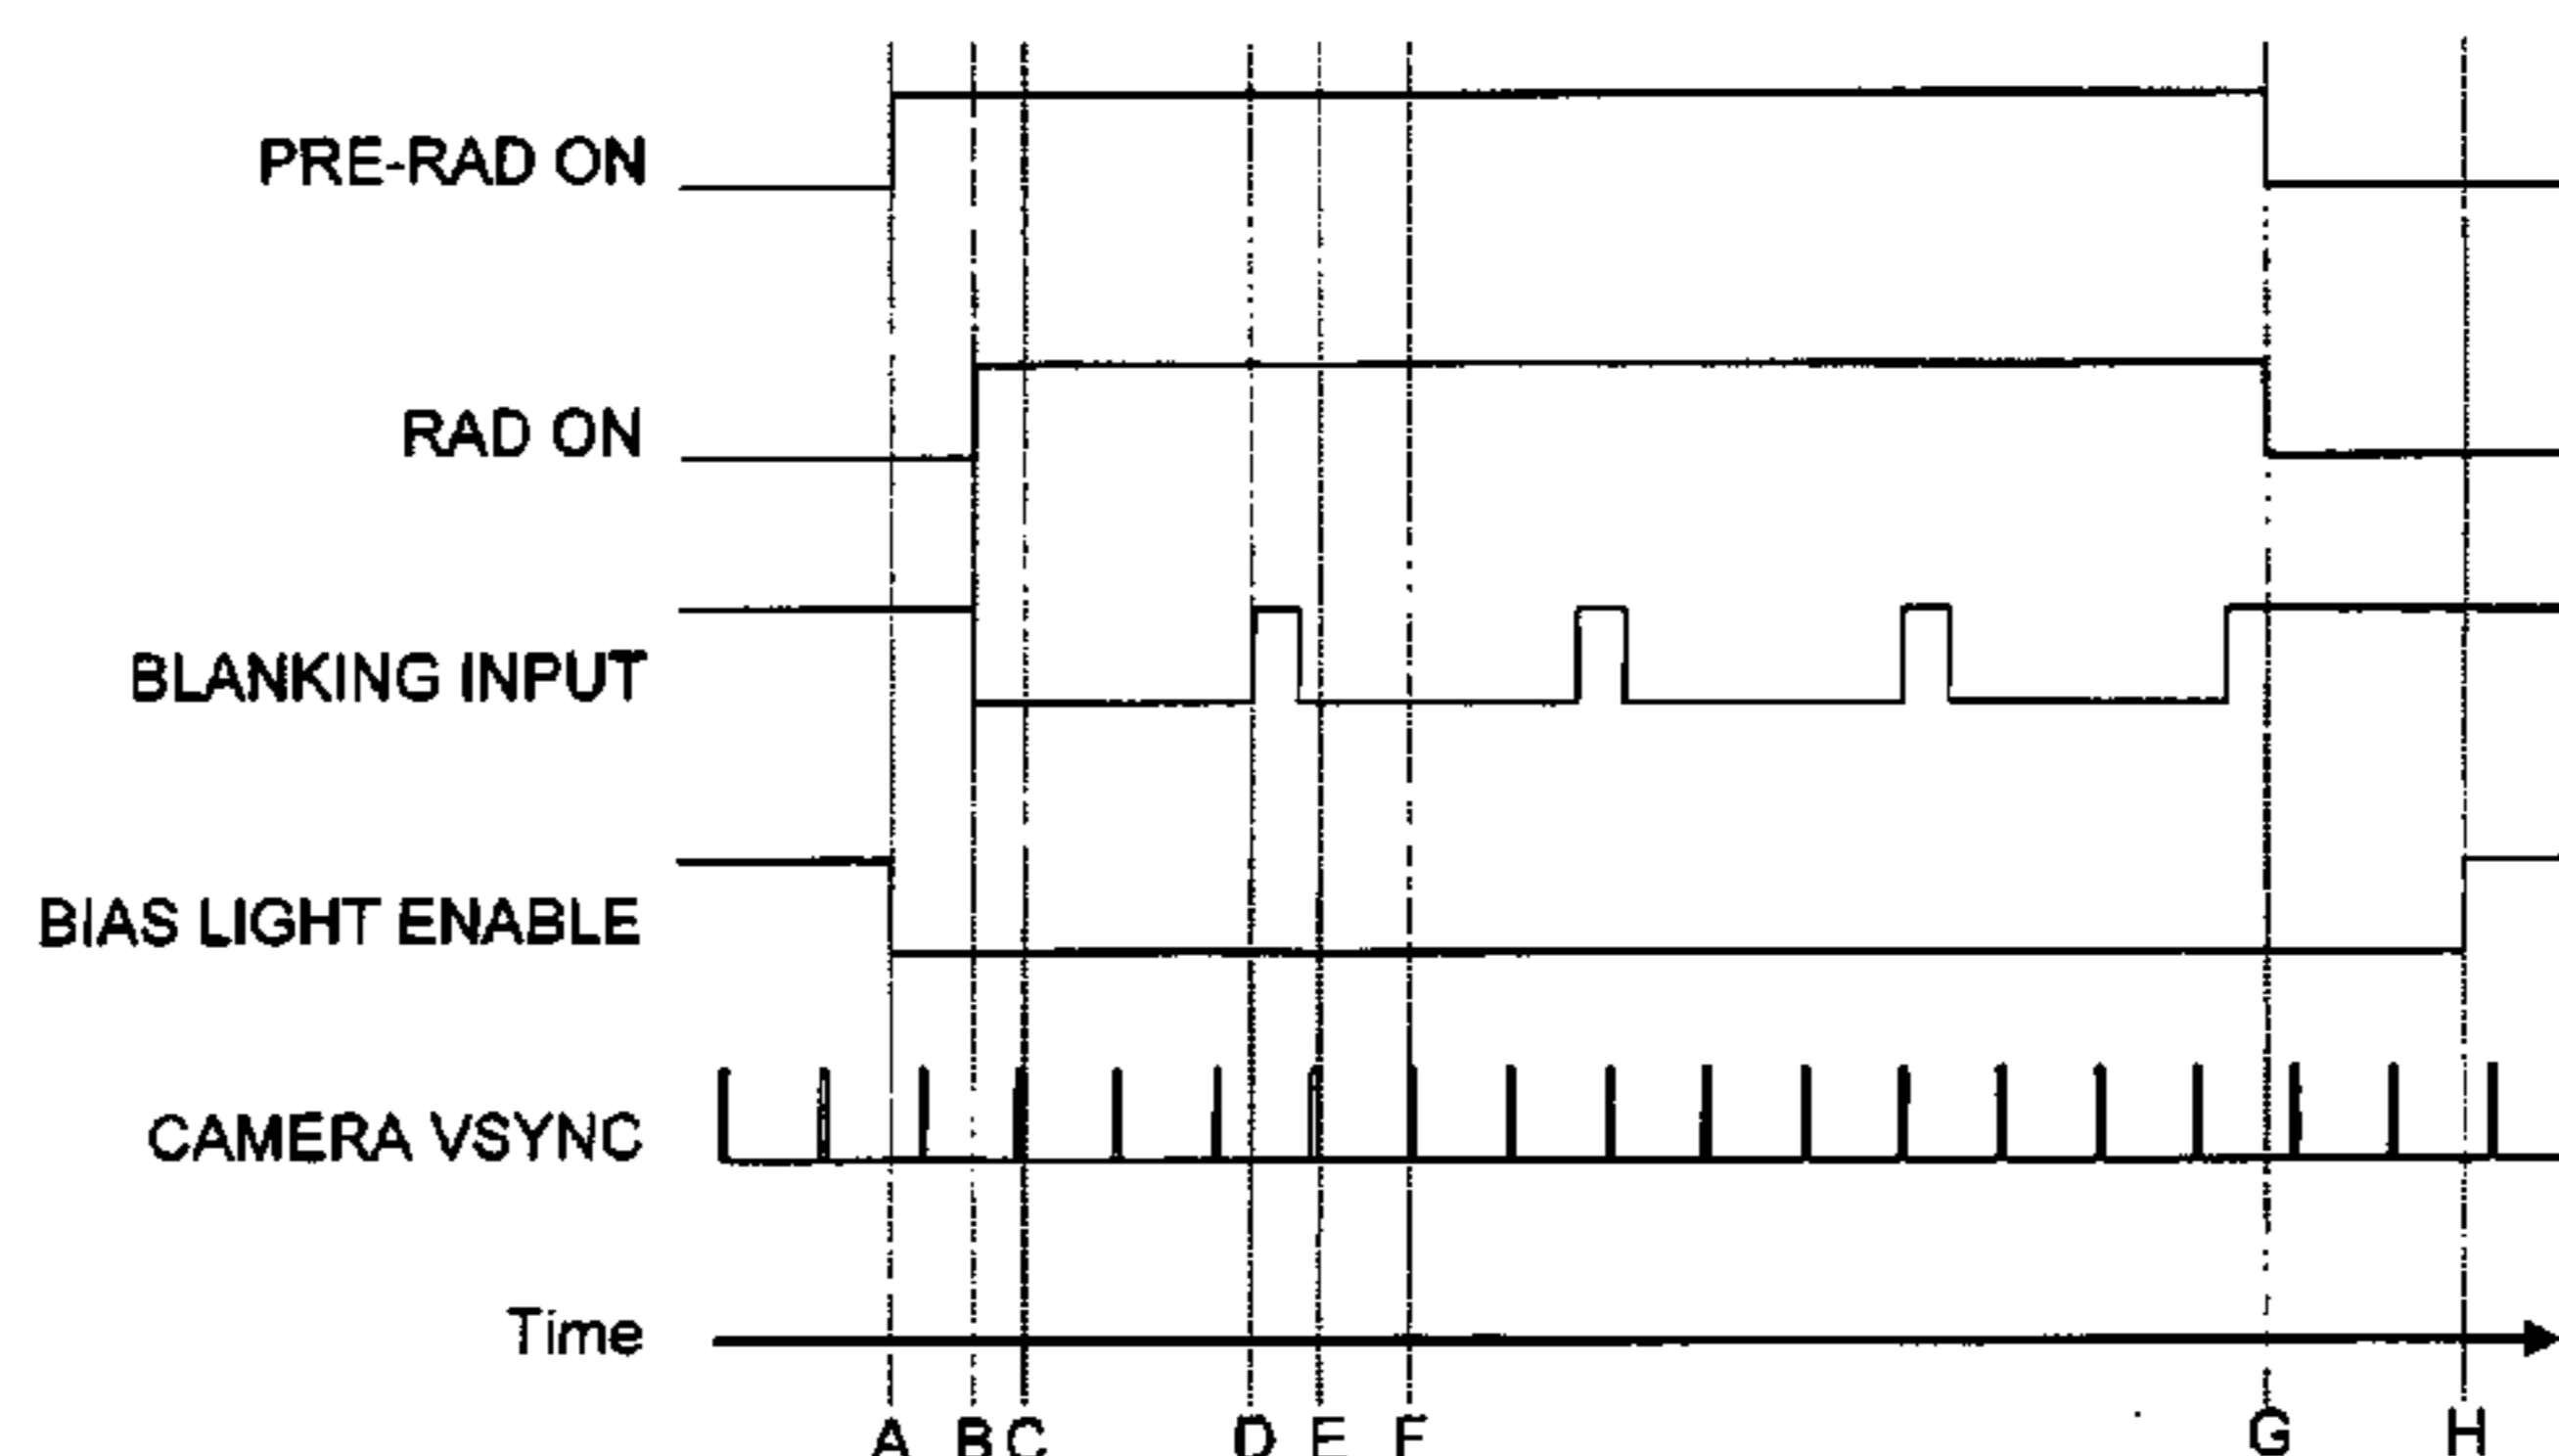 PRE-RAD ON
RAD ON
BLANKING INPUT
BIAS LIGHT ENABLE
CAMERA VSYNC
Time
A B C D E F G H